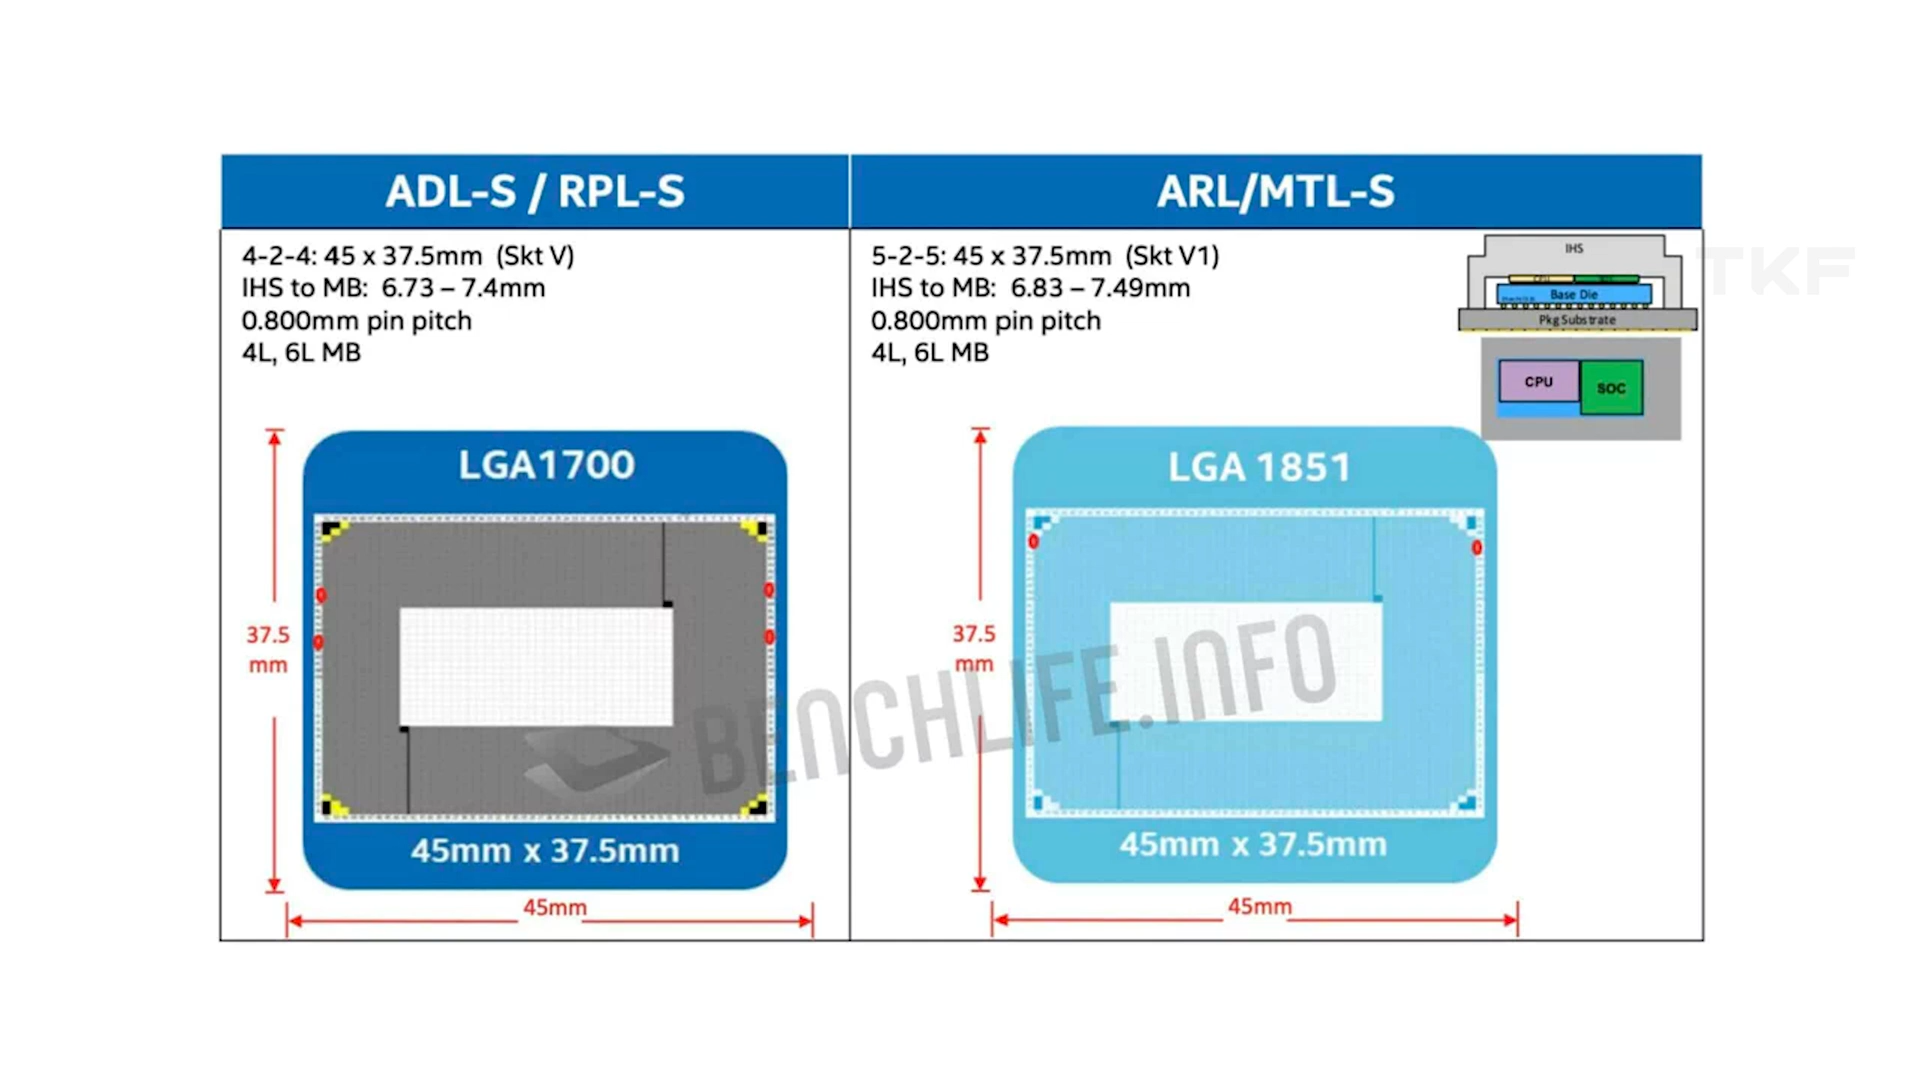 ADL-S / RPL-S
4-2-4: 45 x 37.5mm (Skt V)
IHS to MB: 6.73 – 7.4mm
0.800mm pin pitch
4L, 6L MB
LGA1700
37.5
mm
45mm x 37.5mm
45mm
ARL/MTL-S
5-2-5: 45 x 37.5mm (Skt V1)
IHS to MB: 6.83 – 7.49mm
0.800mm pin pitch
4L, 6L MB
IHS
Base Die
Pkg Substrate
CPU
SOC
LGA 1851
37.5
mm
45mm x 37.5mm
45mm
BENCHLIFE.INFO
TKF